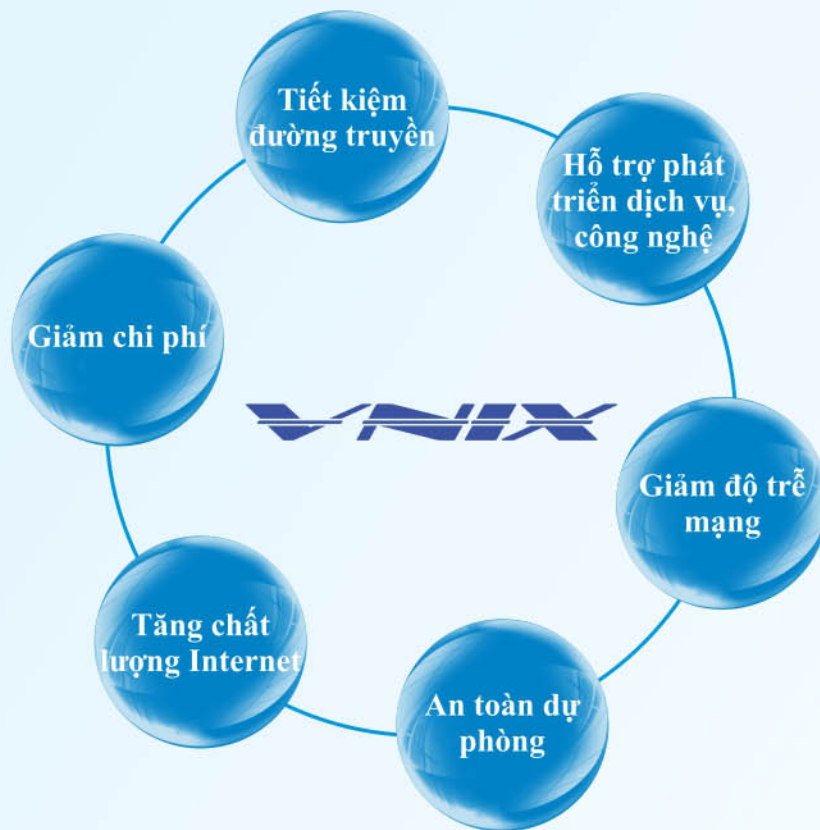 Tiết kiệm
đường truyền
Hỗ trợ phát
triển dịch vụ,
công nghệ
Giảm chi phí
VNIX
Giảm độ trễ
mạng
Tăng chất
lượng Internet
An toàn dự
phòng